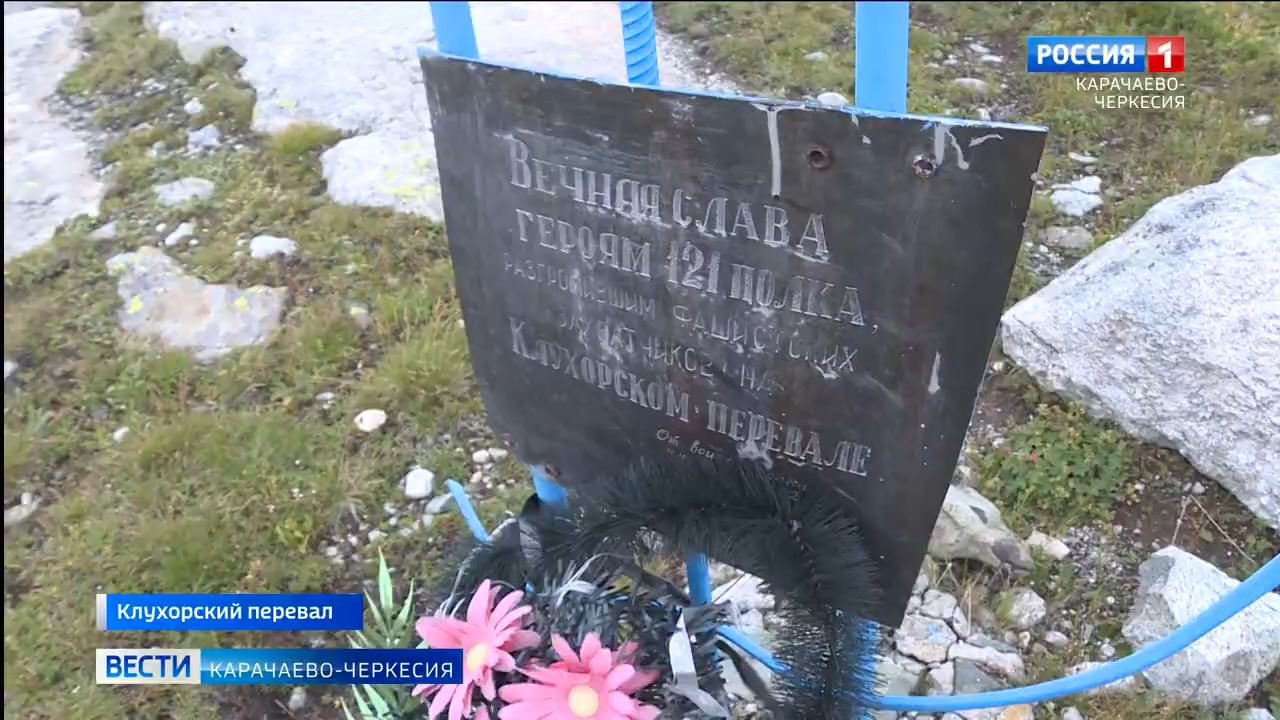 РОССИЯ 1
КАРАЧАЕВО-
ЧЕРКЕСИЯ
ВЕЧНАЯ СЛАВА
ГЕРОЯМ 121 ПОЛКА,
РАЗГРОМИВШИМ ФАШИСТСКИХ
ЗАХВАТЧИКОВ НА
КЛУХОРСКОМ ПЕРЕВАЛЕ
От
Клухорский перевал
ВЕСТИ КАРАЧАЕВО-ЧЕРКЕСИЯ